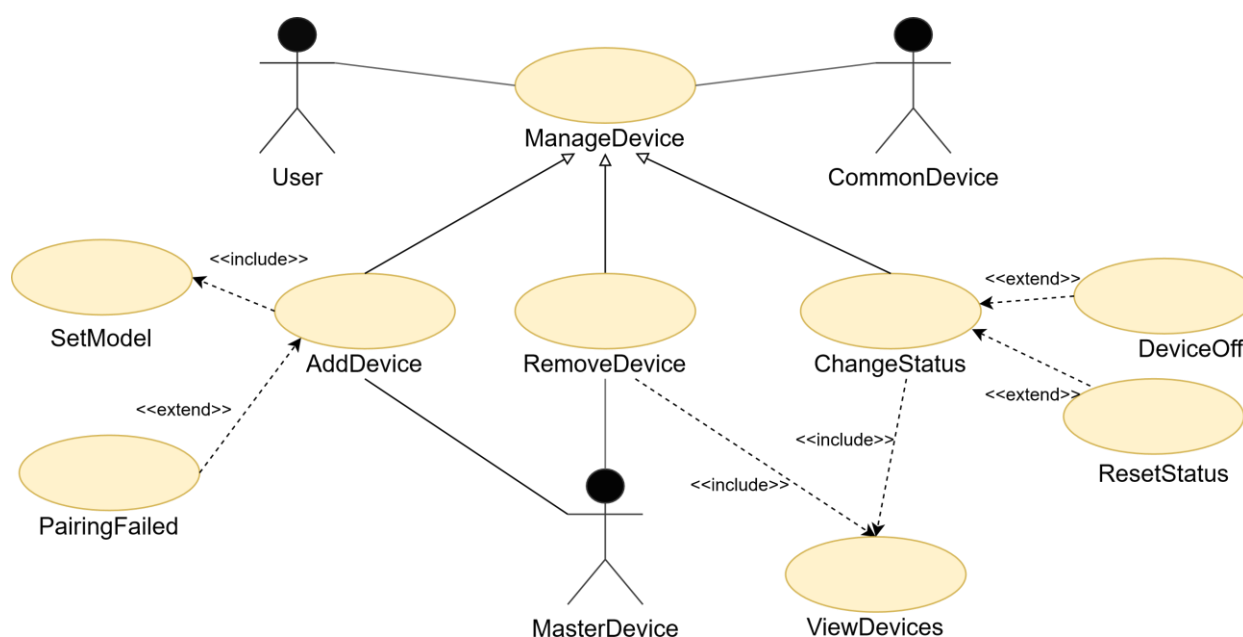 ManageDevice
User
CommonDevice
<<include>>
<<extend>>
SetModel
AddDevice
RemoveDevice
ChangeStatus
DeviceOff
<<extend>>
<<extend>>
<<include>>
ResetStatus
<<include>>
PairingFailed
MasterDevice
ViewDevices